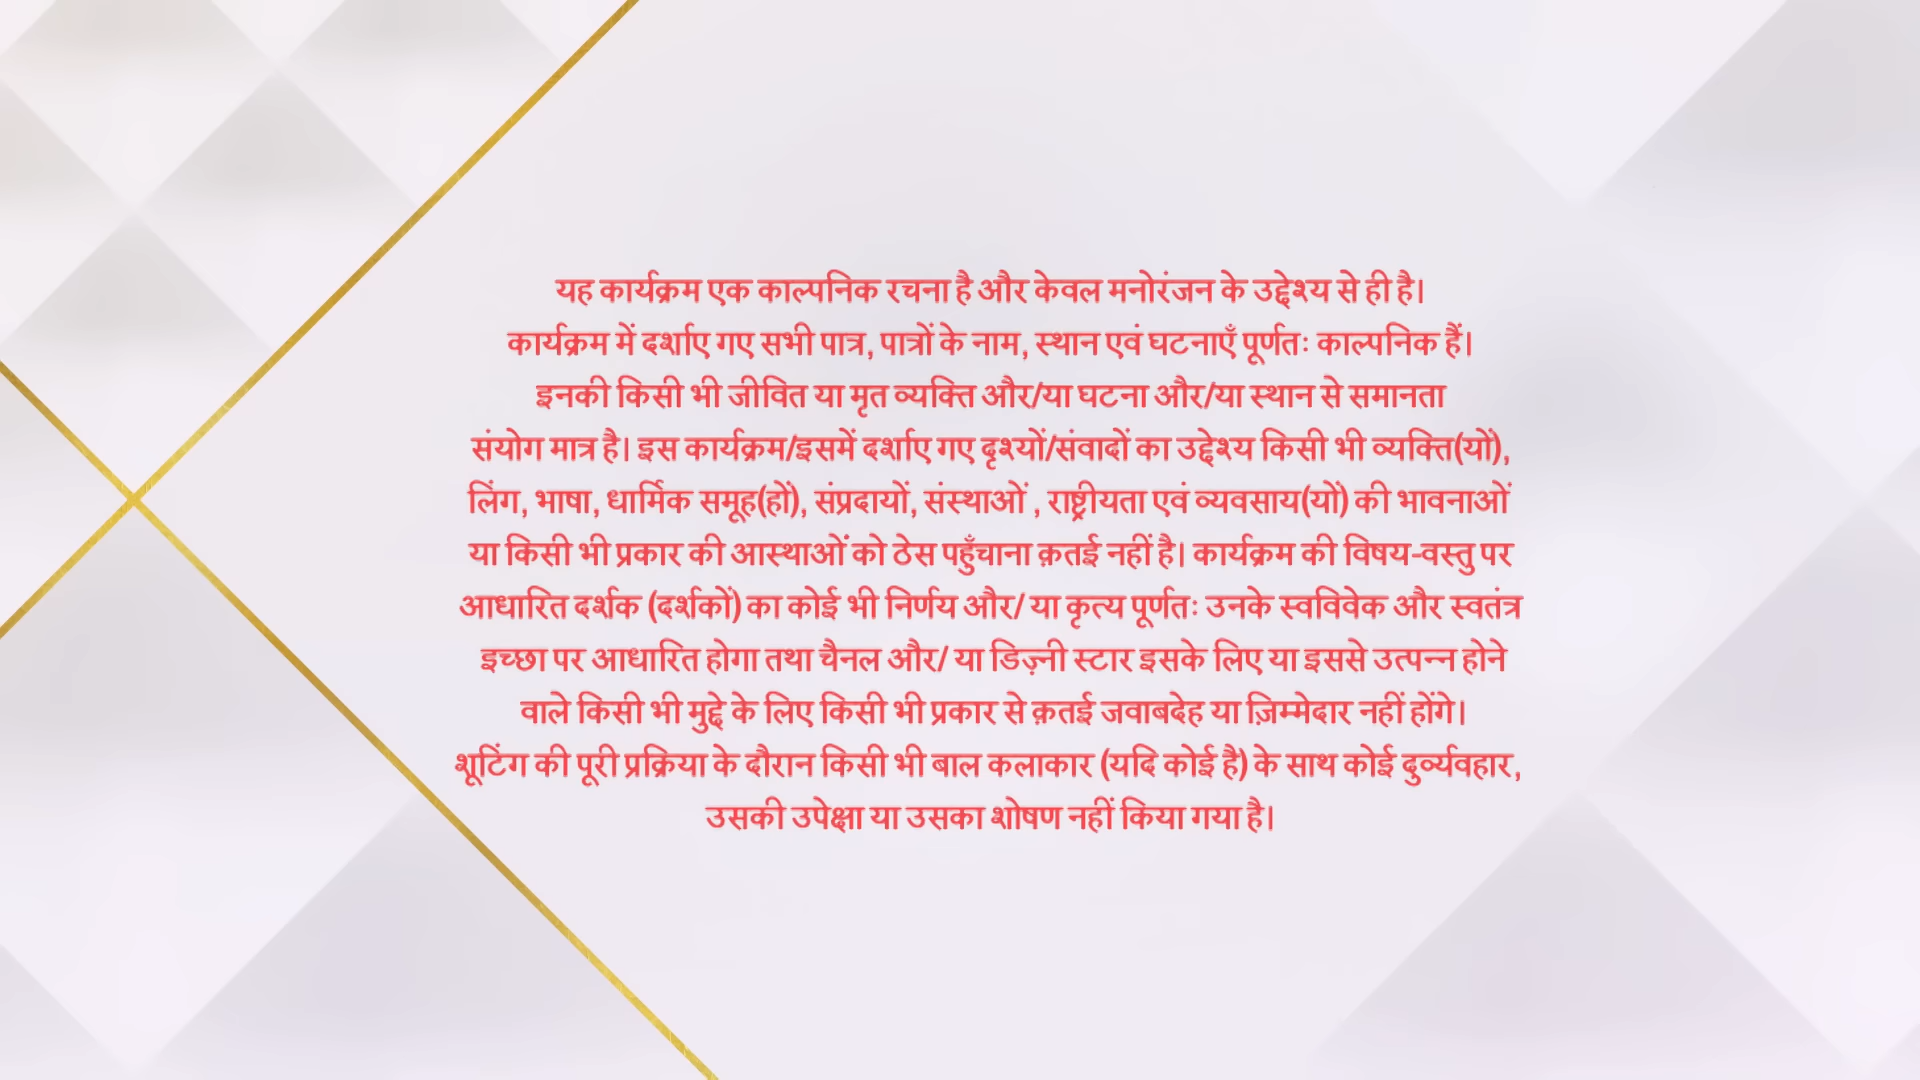 यह कार्यक्रम एक काल्पनिक रचना है और केवल मनोरंजन के उद्देश्य से ही है।
कार्यक्रम में दर्शाए गए सभी पात्र, पात्रों के नाम, स्थान एवं घटनाएँ पूर्णतः काल्पनिक हैं।
इनकी किसी भी जीवित या मृत व्यक्ति और/या घटना और/या स्थान से समानता
संयोग मात्र है। इस कार्यक्रम/इसमें दर्शाए गए दृश्यों/संवादों का उद्देश्य किसी भी व्यक्ति(यों),
लिंग, भाषा, धार्मिक समूह(हों), संप्रदायों, संस्थाओं , राष्ट्रीयता एवं व्यवसाय(यों) की भावनाओं
या किसी भी प्रकार की आस्थाओं को ठेस पहुँचाना क़तई नहीं है। कार्यक्रम की विषय-वस्तु पर
आधारित दर्शक (दर्शकों) का कोई भी निर्णय और/ या कृत्य पूर्णतः उनके स्वविवेक और स्वतंत्र
इच्छा पर आधारित होगा तथा चैनल और/ या डिज़्नी स्टार इसके लिए या इससे उत्पन्न होने
वाले किसी भी मुद्दे के लिए किसी भी प्रकार से क़तई जवाबदेह या ज़िम्मेदार नहीं होंगे।
शूटिंग की पूरी प्रक्रिया के दौरान किसी भी बाल कलाकार (यदि कोई है) के साथ कोई दुर्व्यवहार,
उसकी उपेक्षा या उसका शोषण नहीं किया गया है।